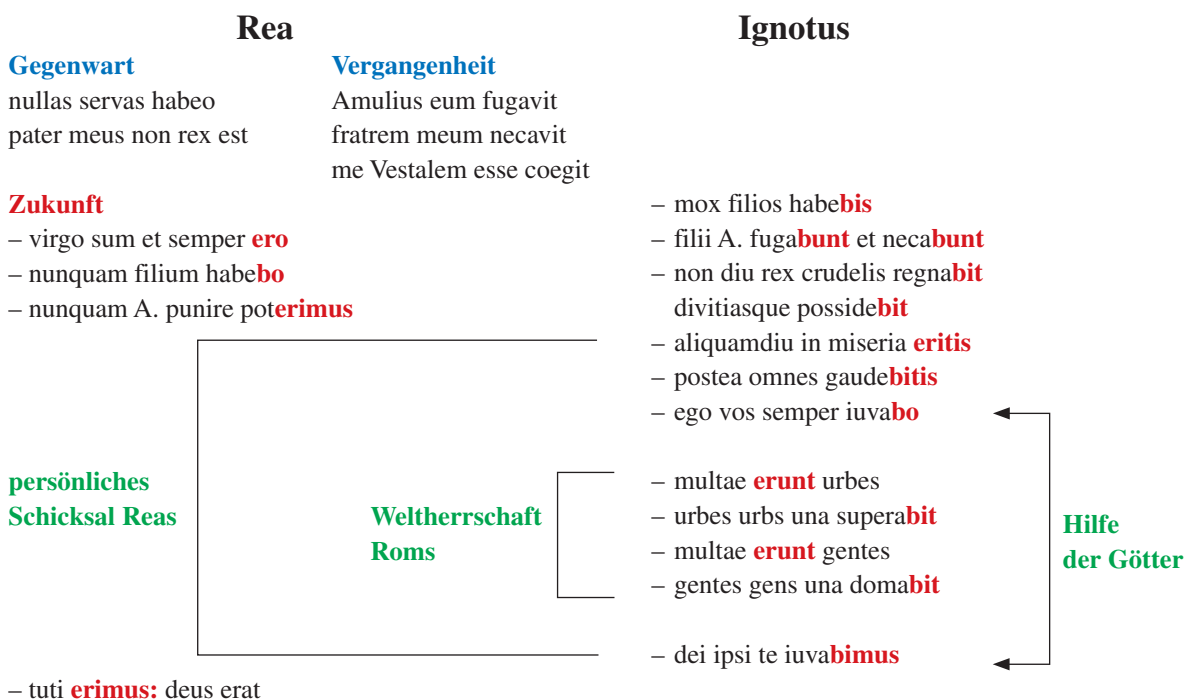 Rea
Ignotus
Gegenwart
nullas servas habeo
pater meus non rex est
Vergangenheit
Amulius eum fugavit
fratrem meum necavit
me Vestalem esse coegit
Zukunft
– virgo sum et semper ero
– nunquam filium habebo
– nunquam A. punire poterimus
– mox filios habebis
– filii A. fugabunt et necabunt
– non diu rex crudelis regnabit
divitiasque possidebit
– aliquamdiu in miseria eritis
– postea omnes gaudebitis
– ego vos semper iuvabo
persönliches
Schicksal Reas
Weltherrschaft
Roms
– multae erunt urbes
– urbes urbs una superabit
– multae erunt gentes
– gentes gens una domabit
Hilfe
der Götter
– dei ipsi te iuvabimus
– tuti erimus: deus erat